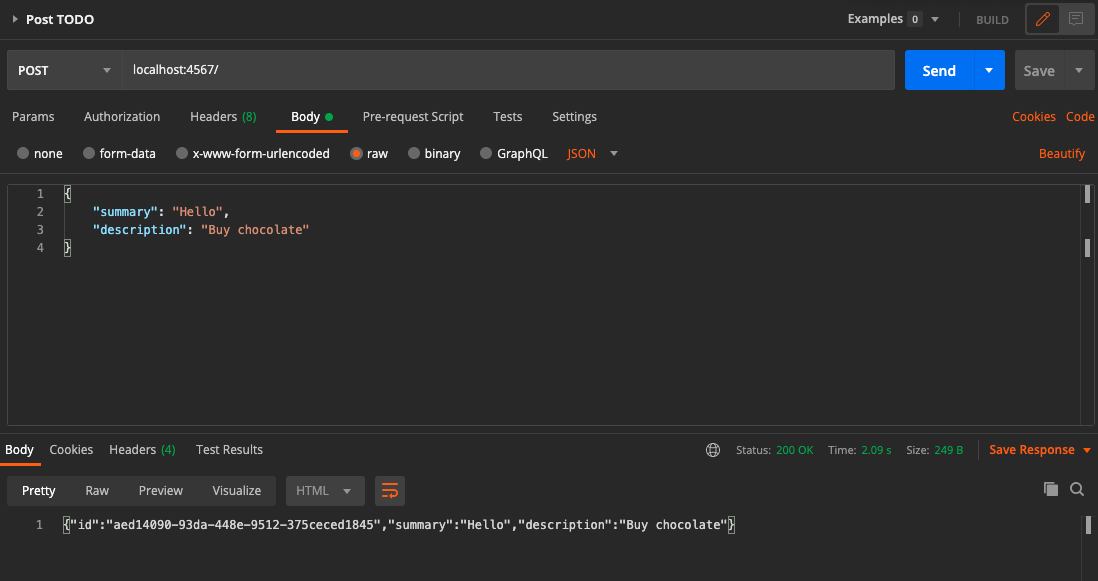 Post TODO Examples 0 BUILD
POST localhost:4567/ Send Save
Params Authorization Headers (8) Body Pre-request Script Tests Settings Cookies Code
none form-data x-www-form-urlencoded raw binary GraphQL JSON Beautify
1 {
2 "summary": "Hello",
3 "description": "Buy chocolate"
4 }
Body Cookies Headers (4) Test Results Status: 200 OK Time: 2.09 s Size: 249 B Save Response
Pretty Raw Preview Visualize HTML
1 {"id":"aed14090-93da-448e-9512-375ceced1845","summary":"Hello","description":"Buy chocolate"}